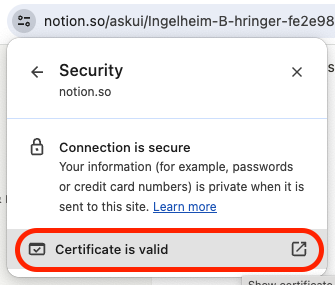 notion.so/askui/Ingelheim-B-hringer-fe2e98
Security
notion.so
Connection is secure
Your information (for example, passwords
or credit card numbers) is private when it is
sent to this site. Learn more
Certificate is valid
Show certificate